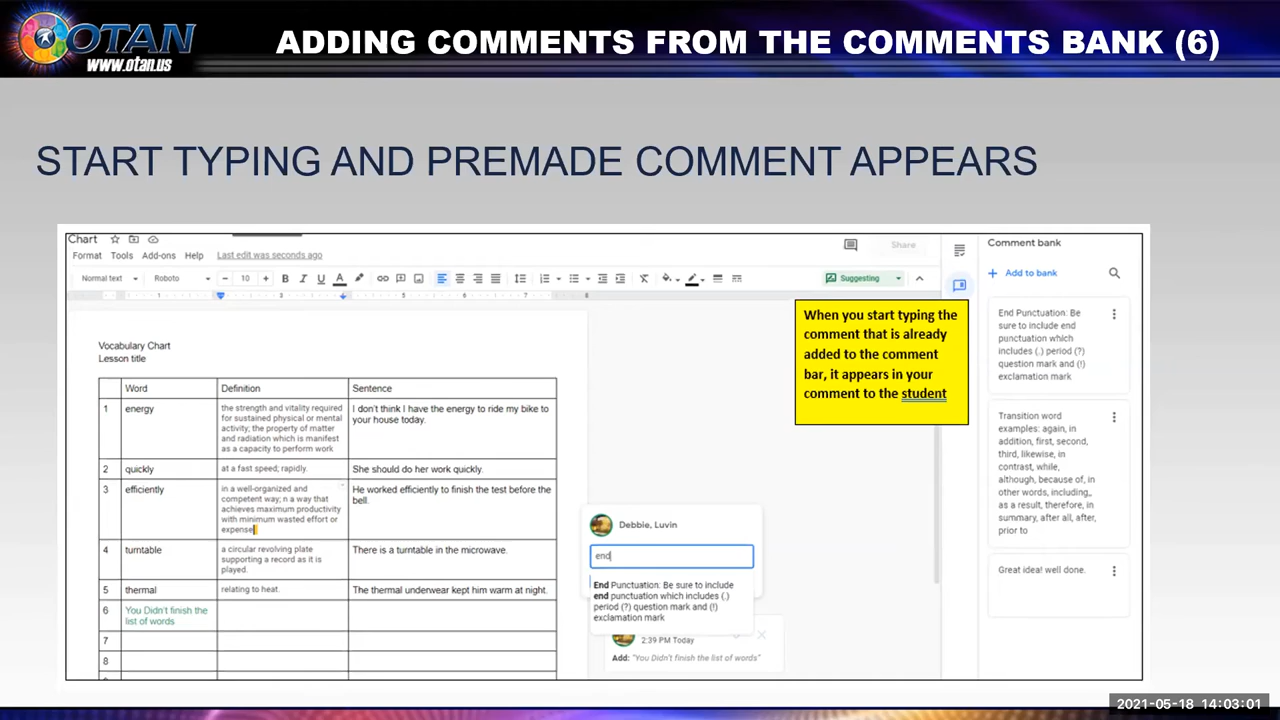 OTAN
www.otan.us
ADDING COMMENTS FROM THE COMMENTS BANK (6)
START TYPING AND PREMADE COMMENT APPEARS
Chart
Format Tools Add-ons Help Last edit was seconds ago
Share
Normal text Roboto 10 B I U A
Suggesting
1 3 5 6 7 8
Vocabulary Chart
Lesson title
Word Definition Sentence
1 energy
the strength and vitality required
for sustained physical or mental
activity; the property of matter
and radiation which is manifest
as a capacity to perform work
I don't think I have the energy to ride my bike to
your house today.
2 quickly at a fast speed; rapidly. She should do her work quickly.
3 efficiently
in a well-organized and
competent way; n a way that
achieves maximum productivity
with minimum wasted effort or
expense
He worked efficiently to finish the test before the
bell.
4 turntable
a circular revolving plate
supporting a record as it is
played.
There is a turntable in the microwave.
5 thermal relating to heat. The thermal underwear kept him warm at night.
6 You Didn't finish the
list of words
7
8
When you start typing the
comment that is already
added to the comment
bar, it appears in your
comment to the student
Debbie, Luvin
end
End Punctuation: Be sure to include
end punctuation which includes (.)
period (?) question mark and (!)
exclamation mark
2:39 PM Today
Add: "You Didn't finish the list of words"
Comment bank
+ Add to bank
End Punctuation: Be
sure to include end
punctuation which
includes (.) period (?)
question mark and (!)
exclamation mark
Transition word
examples: again, in
addition, first, second,
third, likewise, in
contrast, while,
although, because of, in
other words, including,,
as a result, therefore, in
summary, after all, after,
prior to
Great idea! well done.
2021-05-18 14:03:01